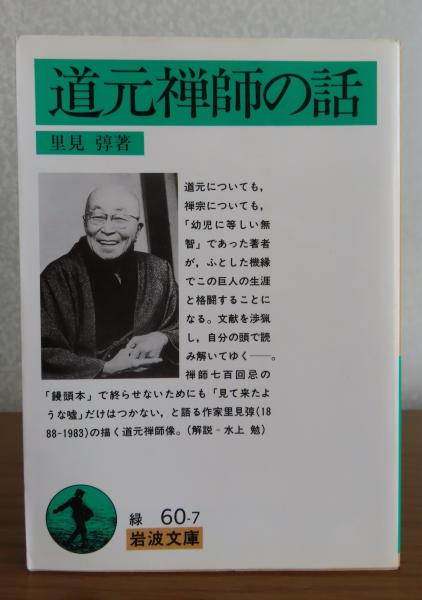 道元禅師の話
里見 弴著
道元についても，
禅宗についても，
「幼児に等しい無
智」であった著者
が，ふとした機縁
でこの巨人の生涯
と格闘することに
なる。文献を渉猟
し，自分の頭で読
み解いてゆく──。
禅師七百回忌の
「饅頭本」で終らせないためにも「見て来たよ
うな嘘」だけはつかない，と語る作家里見弴(18
88-1983)の描く道元禅師像。(解説＝水上 勉)
緑 60-7
岩波文庫